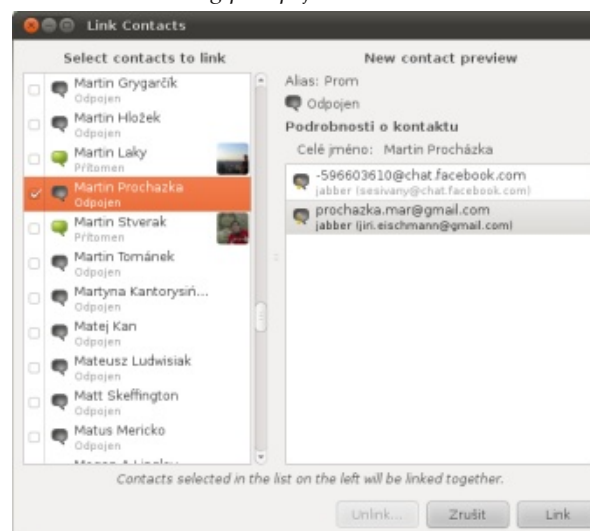 Link Contacts
Select contacts to link
Martin Grygarčík
Odpojen
Martin Hložek
Odpojen
Martin Laky
Přítomen
Martin Prochazka
Odpojen
Martin Stverak
Přítomen
Martin Tománek
Odpojen
Martyna Kantorysiń...
Odpojen
Matej Kan
Odpojen
Mateusz Ludwisiak
Odpojen
Matt Skeffington
Odpojen
Matus Mericko
Odpojen
New contact preview
Alias: Prom
Odpojen
Podrobnosti o kontaktu
Celé jméno: Martin Procházka
-596603610@chat.facebook.com
jabber (sesivany@chat.facebook.com)
prochazka.mar@gmail.com
jabber (jiri.eischmann@gmail.com)
Contacts selected in the list on the left will be linked together.
Unlink...
Zrušit
Link